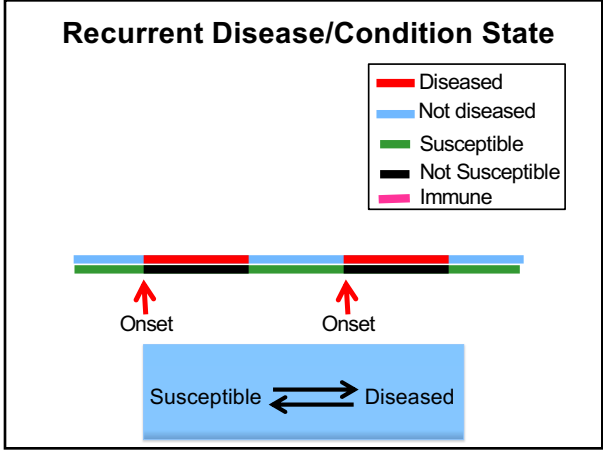 Recurrent Disease/Condition State
Diseased
Not diseased
Susceptible
Not Susceptible
Immune
Onset Onset
Susceptible Diseased